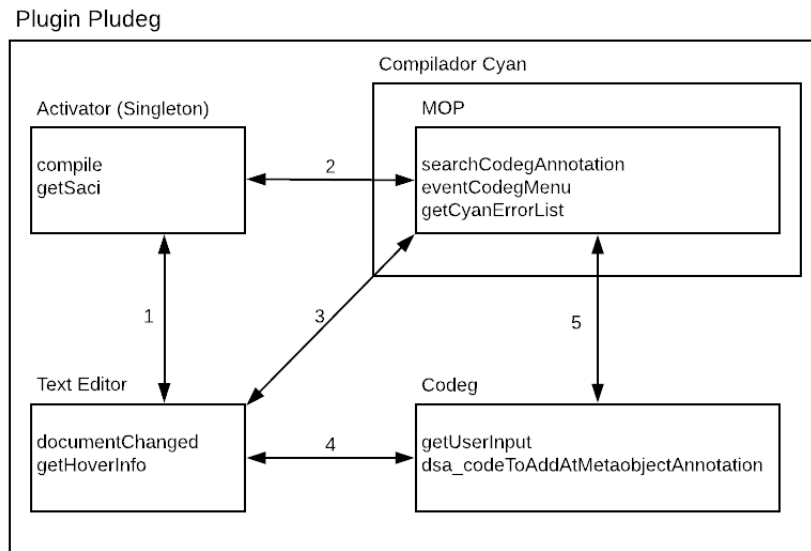 Plugin Pludeg
Compilador Cyan
Activator (Singleton)
MOP
compile
getSaci
searchCodegAnnotation
eventCodegMenu
getCyanErrorList
2
1
3
5
Text Editor
Codeg
documentChanged
getHoverInfo
4
getUserInput
dsa_codeToAddAtMetaobjectAnnotation